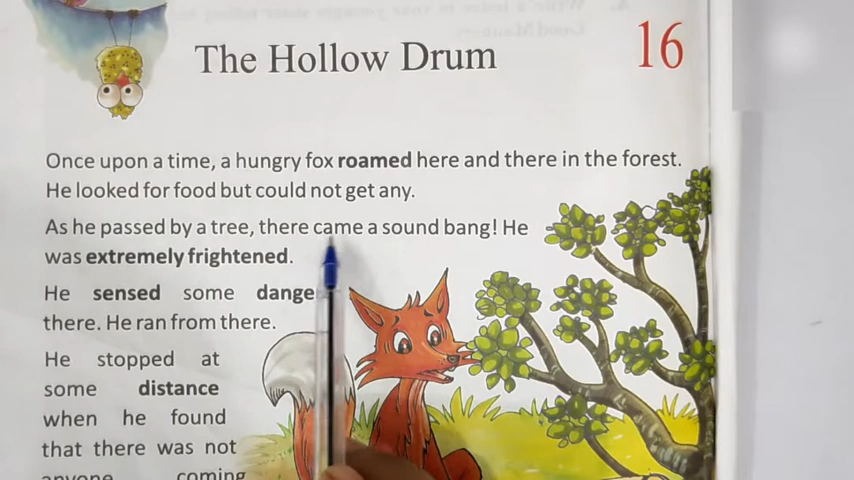 The Hollow Drum
16
Once upon a time, a hungry fox roamed here and there in the forest.
He looked for food but could not get any.
As he passed by a tree, there came a sound bang! He
was extremely frightened.
He sensed some dange
there. He ran from there.
He stopped at
some distance
when he found
that there was not
anyone coming